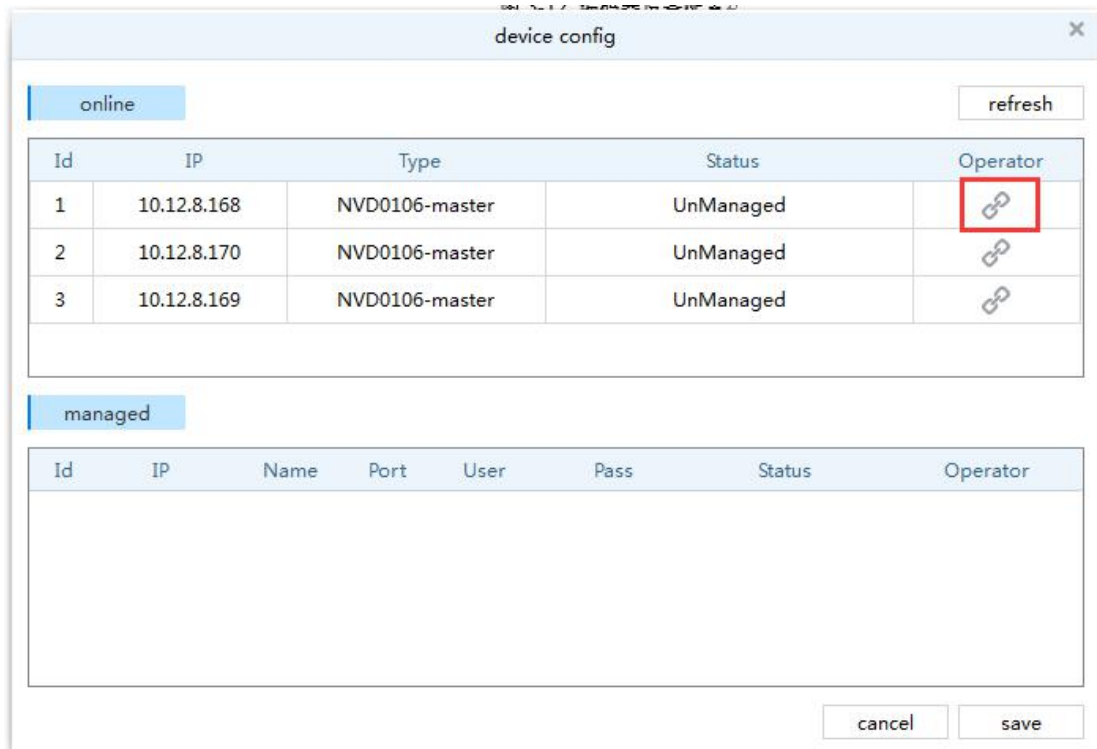 device config
online
refresh
Id IP Type Status Operator
1 10.12.8.168 NVD0106-master UnManaged
2 10.12.8.170 NVD0106-master UnManaged
3 10.12.8.169 NVD0106-master UnManaged
managed
Id IP Name Port User Pass Status Operator
cancel save